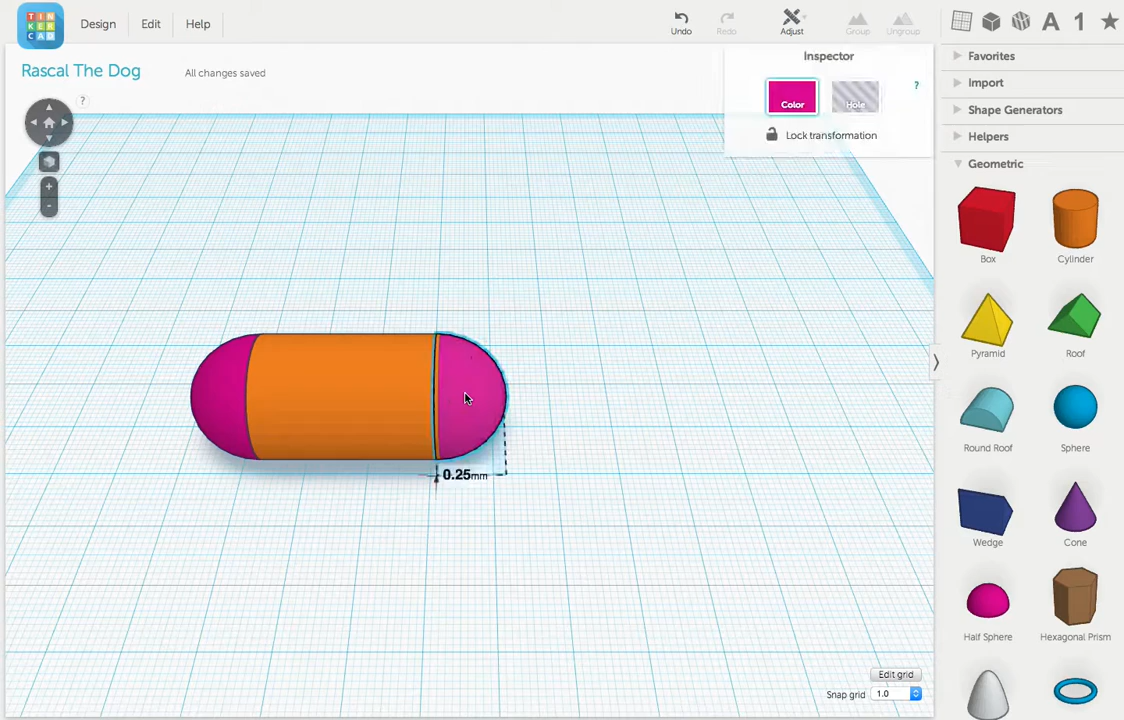 TIN
KER
CAD
Design
Edit
Help
Undo
Redo
Adjust
Group
Ungroup
A
1
Rascal The Dog
All changes saved
?
Inspector
Color
Hole
?
Lock transformation
Favorites
Import
Shape Generators
Helpers
Geometric
Box
Cylinder
Pyramid
Roof
Round Roof
Sphere
Wedge
Cone
Half Sphere
Hexagonal Prism
0.25mm
Edit grid
Snap grid 1.0